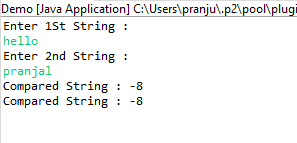 Demo [Java Application] C:\Users\pranju\.p2\pool\plugi
Enter 1St String :
hello
Enter 2nd String :
pranjal
Compared String : -8
Compared String : -8